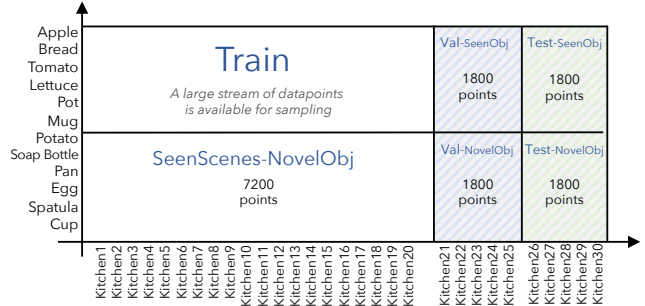 Apple
Bread
Tomato
Lettuce
Pot
Mug
Potato
Soap Bottle
Pan
Egg
Spatula
Cup
Train
A large stream of datapoints
is available for sampling
Val-SeenObj
1800
points
Test-SeenObj
1800
points
SeenScenes-NovelObj
7200
points
Val-NovelObj
1800
points
Test-NovelObj
1800
points
Kitchen1
Kitchen2
Kitchen3
Kitchen4
Kitchen5
Kitchen6
Kitchen7
Kitchen8
Kitchen9
Kitchen10
Kitchen11
Kitchen12
Kitchen13
Kitchen14
Kitchen15
Kitchen16
Kitchen17
Kitchen18
Kitchen19
Kitchen20
Kitchen21
Kitchen22
Kitchen23
Kitchen24
Kitchen25
Kitchen26
Kitchen27
Kitchen28
Kitchen29
Kitchen30